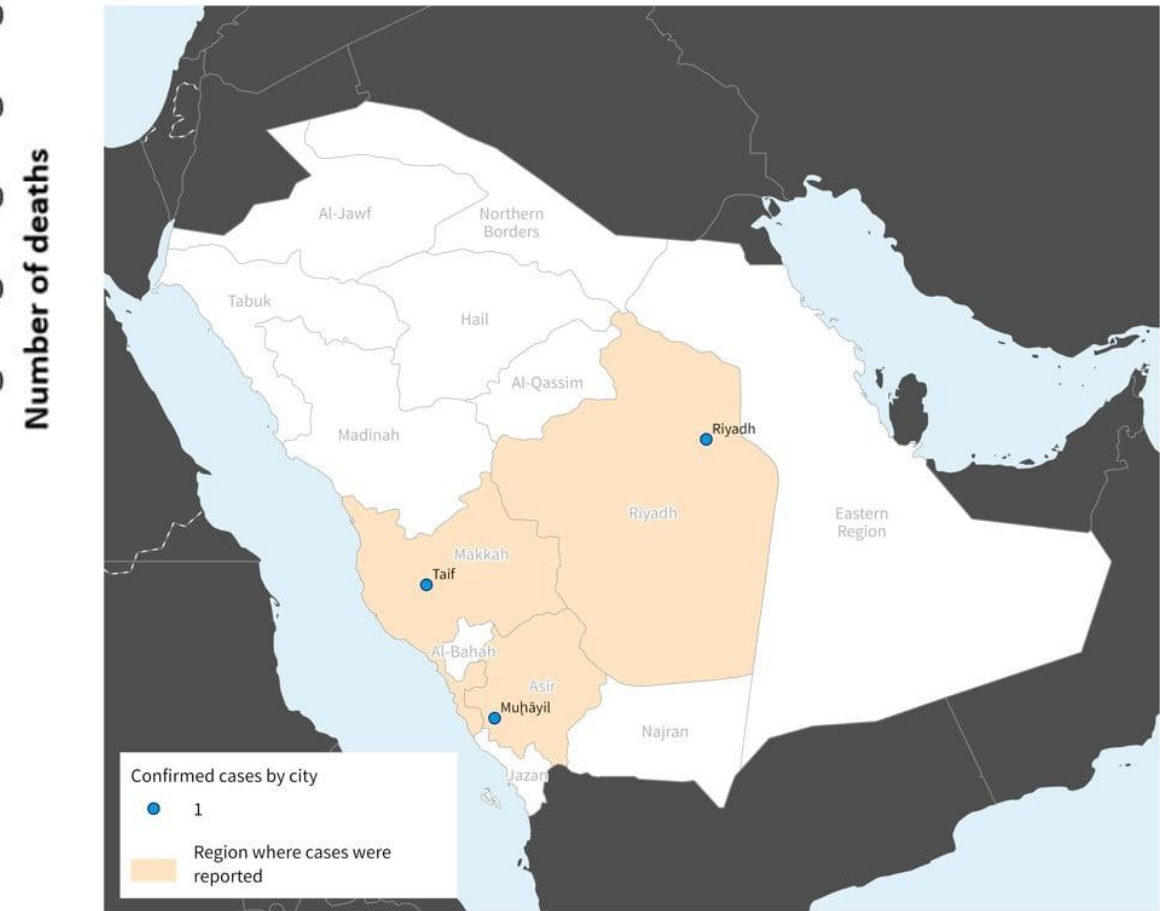 Number of deaths
Al-Jawf
Northern
Borders
Tabuk
Hail
Al-Qassim
Madinah
Riyadh
Riyadh
Eastern
Region
Makkah
Taif
Al-Bahah
Asir
Muḩāyil
Najran
Jazan
Confirmed cases by city
1
Region where cases were
reported